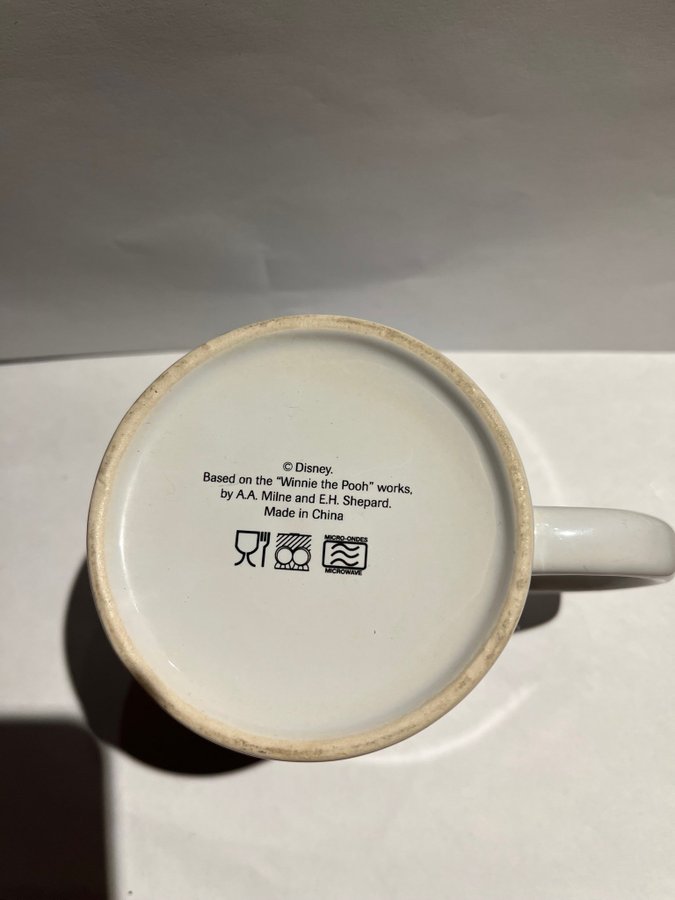 © Disney.
Based on the “Winnie the Pooh” works,
by A.A. Milne and E.H. Shepard.
Made in China
MICRO-ONDES
MICROWAVE